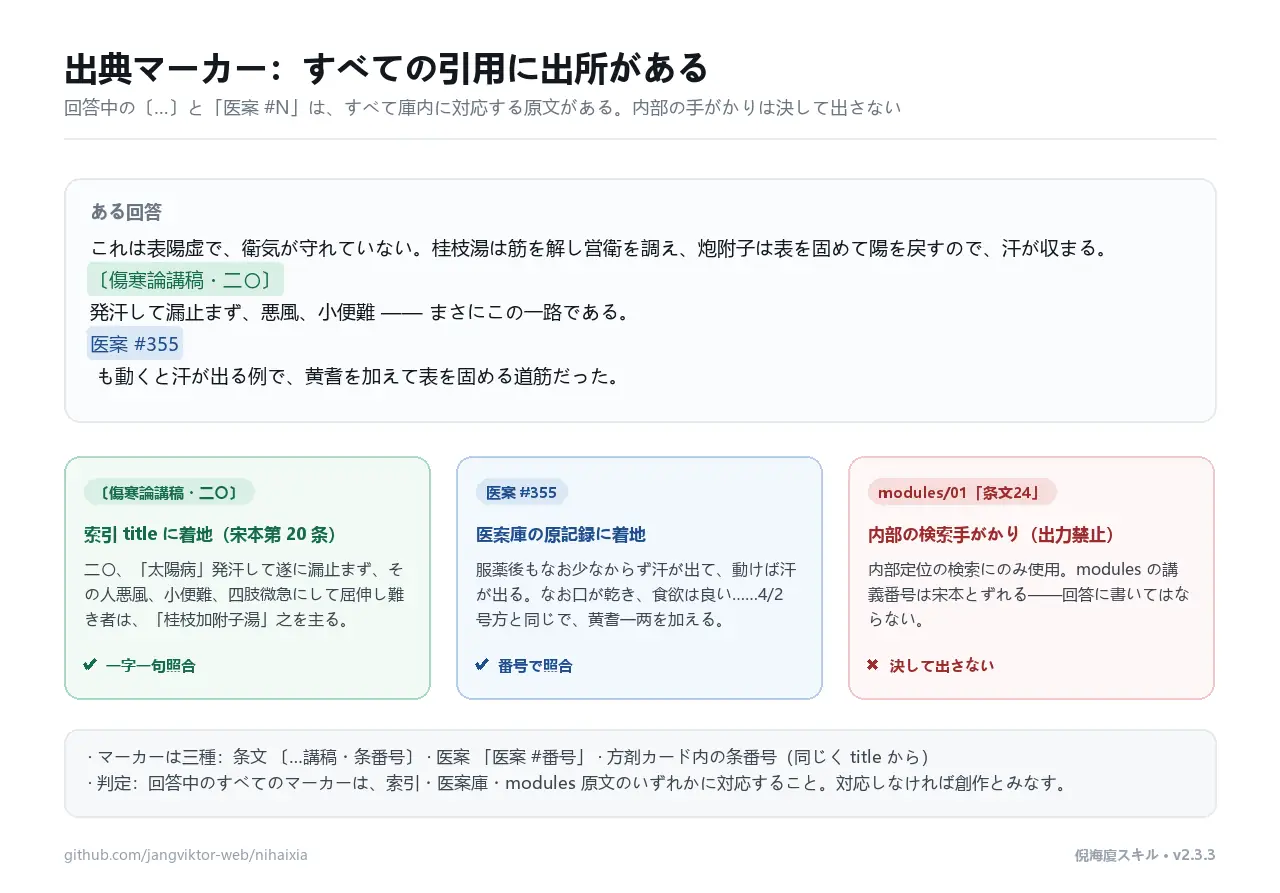 出典マーカー：すべての引用に出所がある
回答中の〔…〕と「医案 #N」は、すべて庫内に対応する原文がある。内部の手がかりは決して出さない
ある回答
これは表陽虚で、衛気が守れていない。桂枝湯は筋を解し営衛を調え、炮附子は表を固めて陽を戻すので、汗が収まる。
〔傷寒論講稿・二〇〕
発汗して漏止まず、悪風、小便難 —— まさにこの一路である。
医案 #355
も動くと汗が出る例で、黄耆を加えて表を固める道筋だった。
〔傷寒論講稿・二〇〕
索引 title に着地（宋本第 20 条）
二〇、「太陽病」発汗して遂に漏止まず、そ
の人悪風、小便難、四肢微急にして屈伸し難
き者は、「桂枝加附子湯」之を主る。
✔ 一字一句照合
医案 #355
医案庫の原記録に着地
服薬後もなお少なからず汗が出て、動けば汗
が出る。なお口が乾き、食欲は良い……4/2
号方と同じで、黄耆一両を加える。
✔ 番号で照合
modules/01「条文24」
内部の検索手がかり（出力禁止）
内部定位の検索にのみ使用。modules の講
義番号は宋本とずれる——回答に書いてはな
らない。
✖ 決して出さない
· マーカーは三種：条文 〔…講稿・条番号〕 · 医案 「医案 #番号」 · 方剤カード内の条番号（同じく title から）
· 判定：回答中のすべてのマーカーは、索引・医案庫・modules 原文のいずれかに対応すること。対応しなければ創作とみなす。
github.com/jangviktor-web/nihaixia
倪海廈スキル • v2.3.3